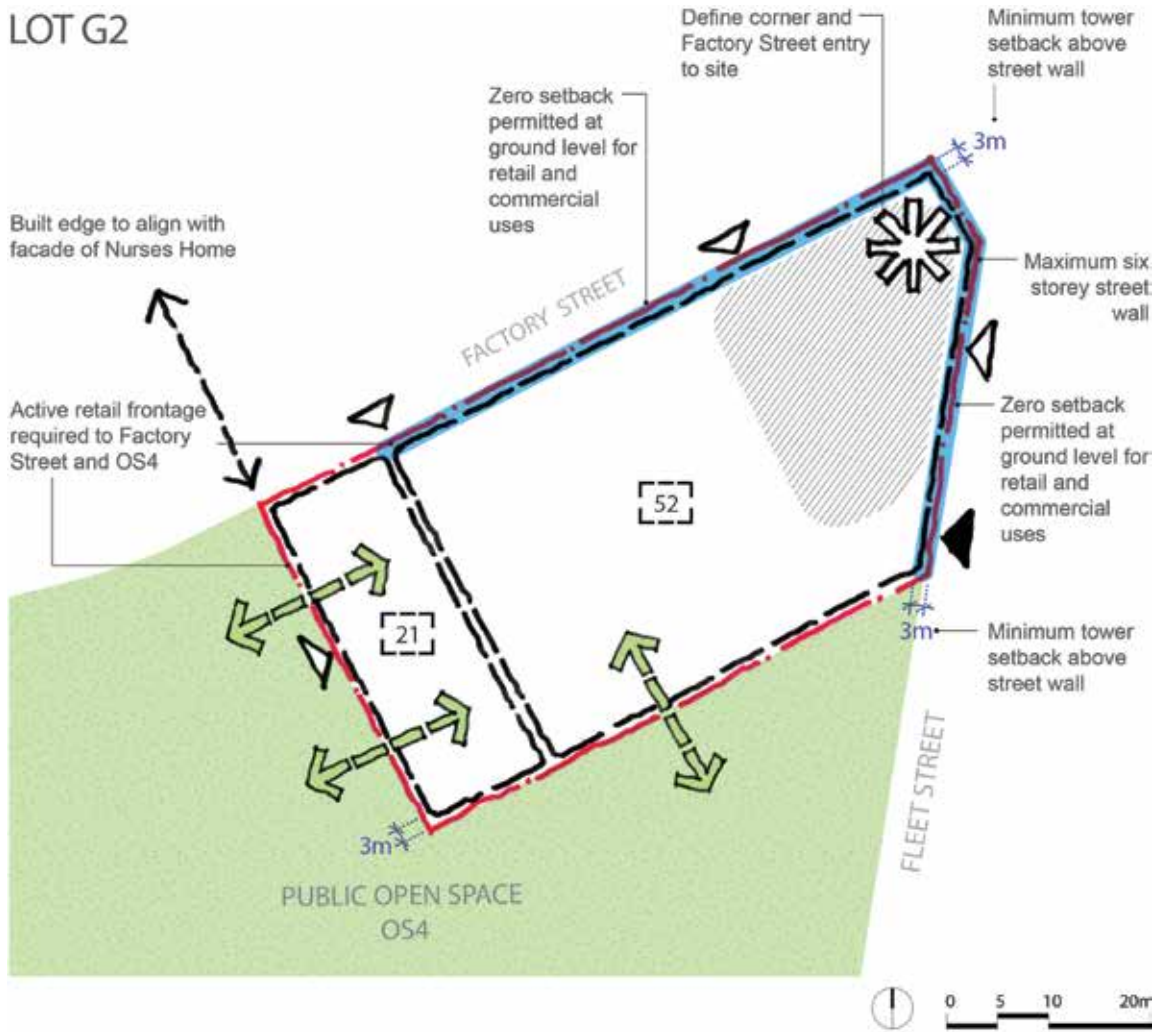 LOT G2
Define corner and
Factory Street entry
to site
Minimum tower
setback above
street wall
Zero setback
permitted at
ground level for
retail and
commercial
uses
3m
Built edge to align with
facade of Nurses Home
Maximum six
storey street
wall
FACTORY STREET
Active retail frontage
required to Factory
Street and OS4
Zero setback
permitted at
ground level for
retail and
commercial
uses
52
21
3m
Minimum tower
setback above
street wall
FLEET STREET
3m
PUBLIC OPEN SPACE
OS4
0 5 10 20m